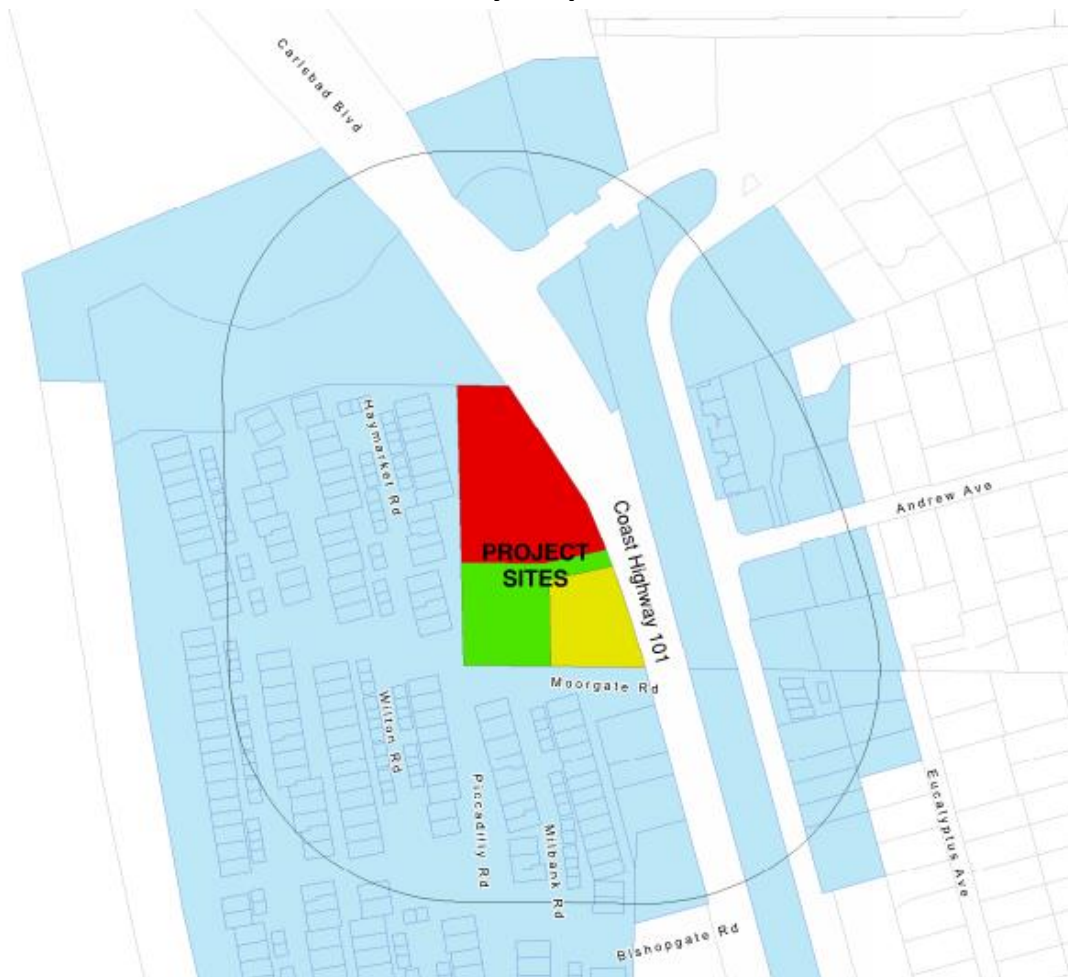 Carlsbad Blvd
Haymarket Rd
Andrew Ave
Coast Highway 101
PROJECT
SITES
Moorgate Rd
Wilton Rd
Piccadilly Rd
Milbank Rd
Eucalyptus Ave
Bishopgate Rd